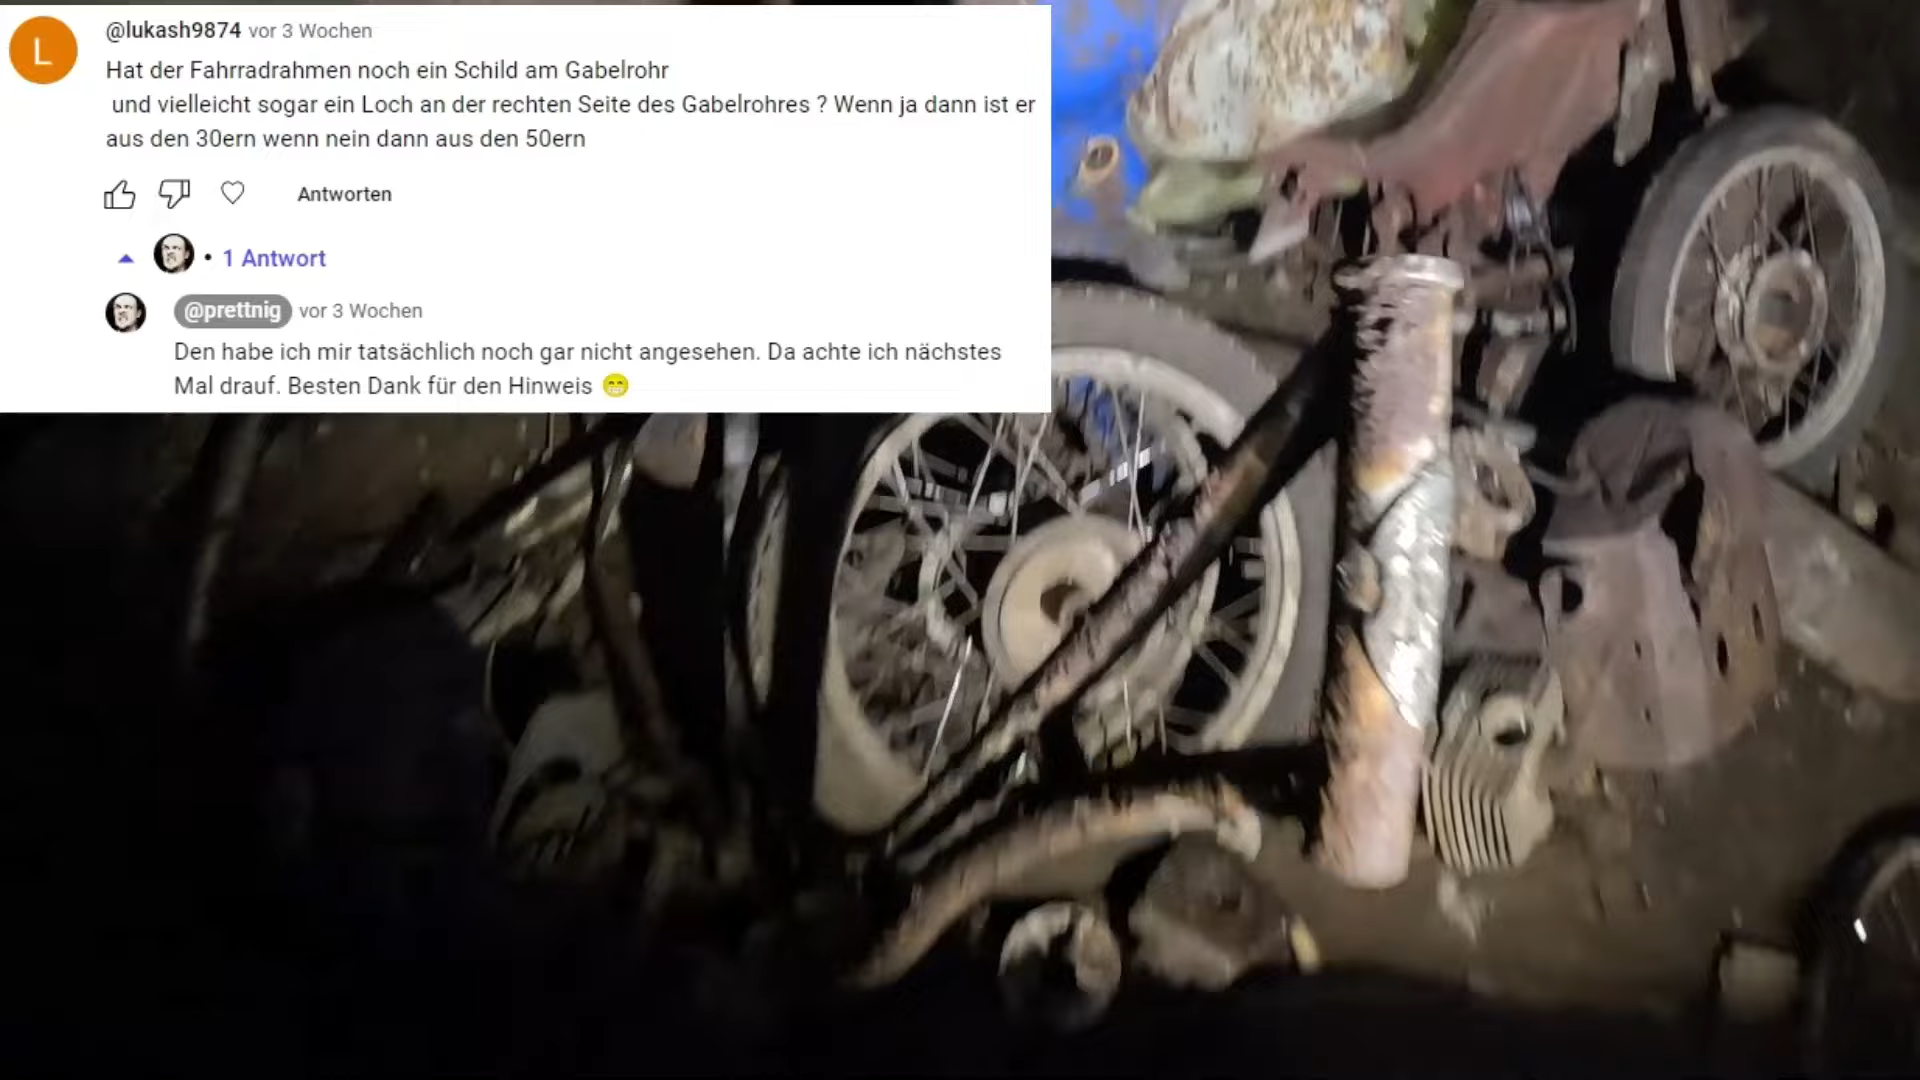 L
@lukash9874 vor 3 Wochen
Hat der Fahrradrahmen noch ein Schild am Gabelrohr
und vielleicht sogar ein Loch an der rechten Seite des Gabelrohres ? Wenn ja dann ist er
aus den 30ern wenn nein dann aus den 50ern
Antworten
• 1 Antwort
@prettnig vor 3 Wochen
Den habe ich mir tatsächlich noch gar nicht angesehen. Da achte ich nächstes
Mal drauf. Besten Dank für den Hinweis 😁